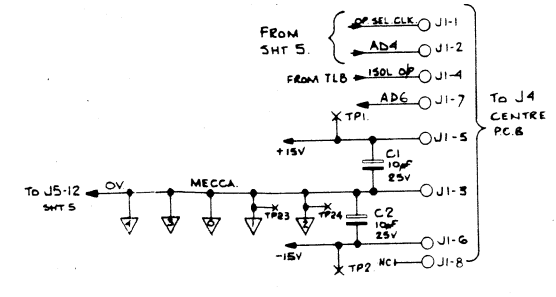 FROM
SHT 5.
OP SEL. CLK. J1-1
AD4 J1-2
FROM TLB ISOL O/P J1-4
AD6 J1-7
TP1.
+15V J1-5
C1
10µF
25V
TO J4
CENTRE
P.C.B
TO J5-12
SHT 5
0V MECCA. J1-3
TP23
TP24
C2
10µF
25V
-15V J1-6
TP2 NC J1-8